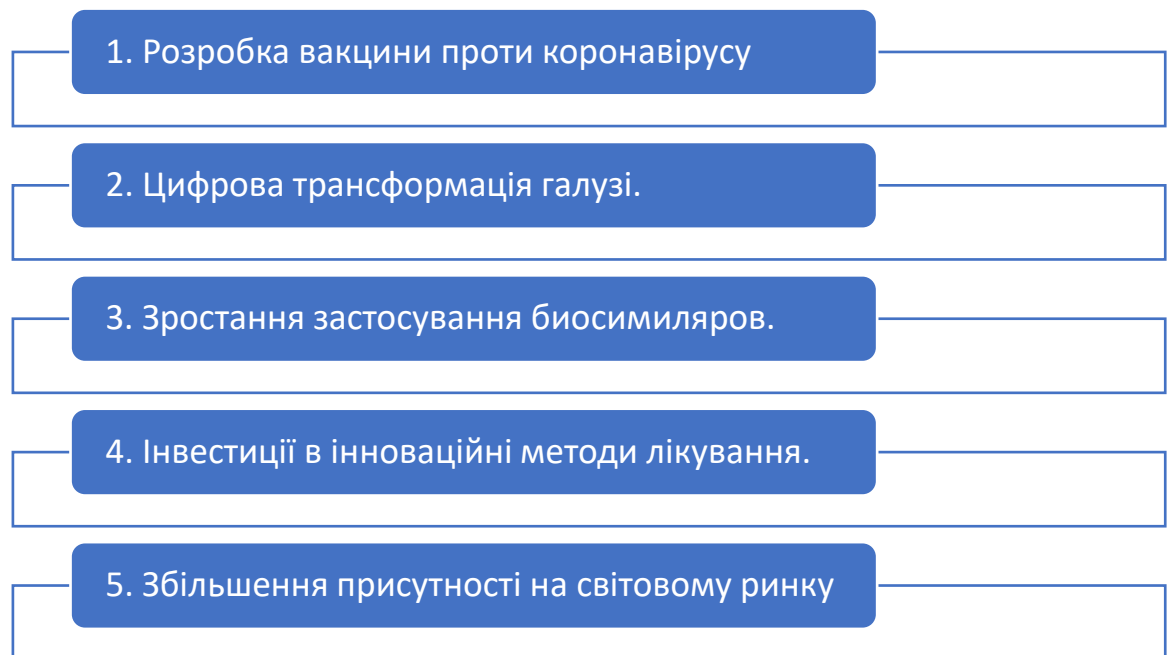 1. Розробка вакцини проти коронавірусу
2. Цифрова трансформація галузі.
3. Зростання застосування биосимиляров.
4. Інвестиції в інноваційні методи лікування.
5. Збільшення присутності на світовому ринку